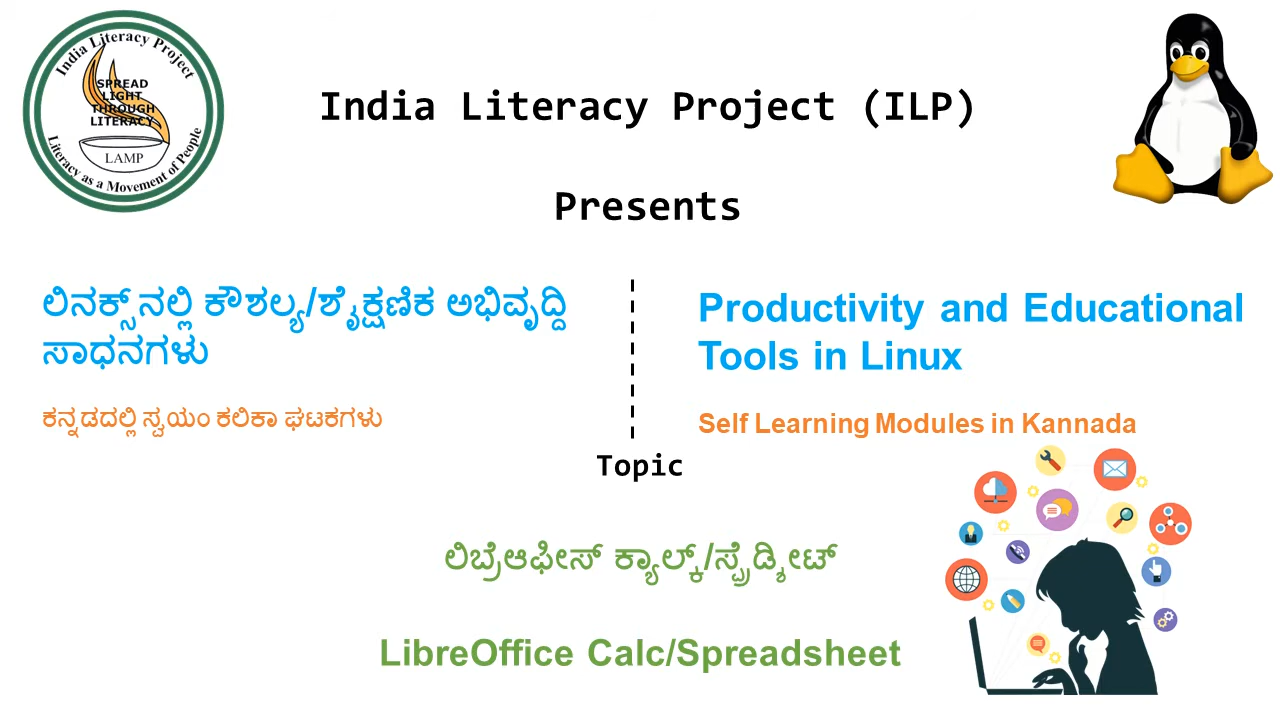 India Literacy Project
SPREAD
LIGHT
THROUGH
LITERACY
LAMP
Literacy as a Movement of People
India Literacy Project (ILP)
Presents
ಲಿನಕ್ಸ್‌ನಲ್ಲಿ ಕೌಶಲ್ಯ/ಶೈಕ್ಷಣಿಕ ಅಭಿವೃದ್ದಿ
ಸಾಧನಗಳು
ಕನ್ನಡದಲ್ಲಿ ಸ್ವಯಂ ಕಲಿಕಾ ಘಟಕಗಳು
Productivity and Educational
Tools in Linux
Self Learning Modules in Kannada
Topic
ಲಿಬ್ರೆಆಫೀಸ್ ಕ್ಯಾಲ್ಕ್/ಸ್ಪ್ರೆಡ್ಶೀಟ್
LibreOffice Calc/Spreadsheet